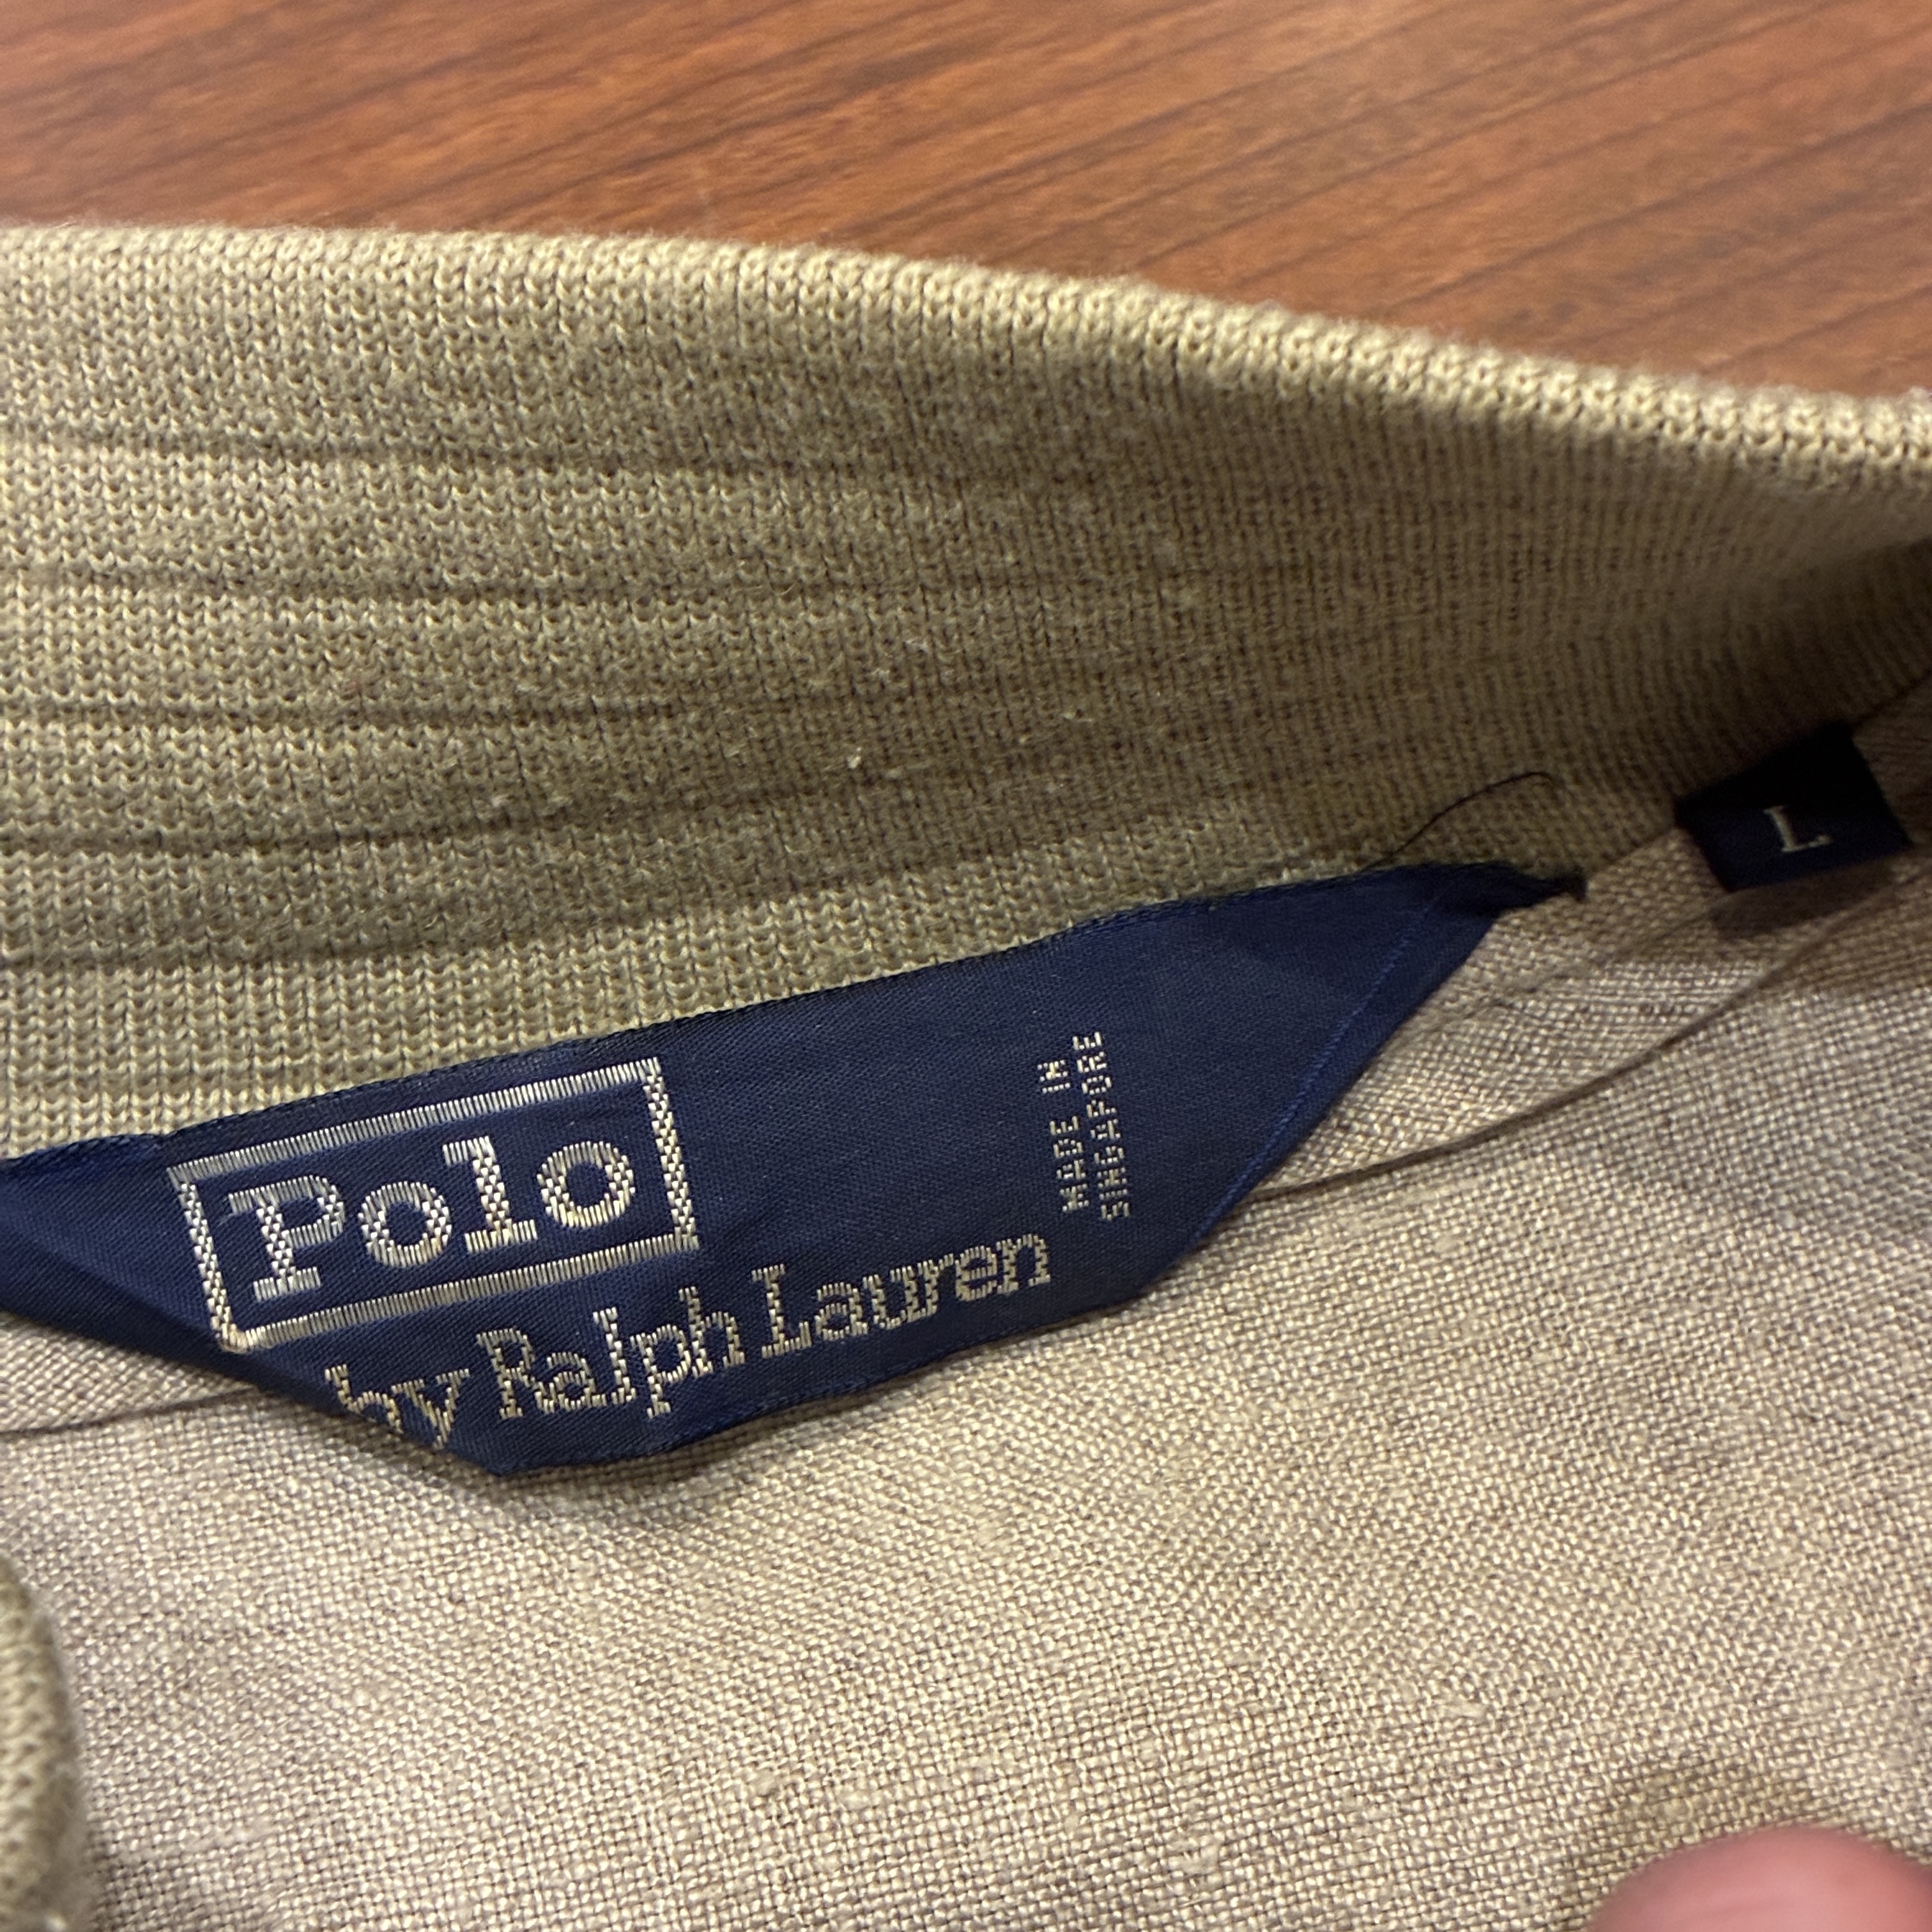 Polo
by Ralph Lauren
MADE IN
SINGAPORE
L